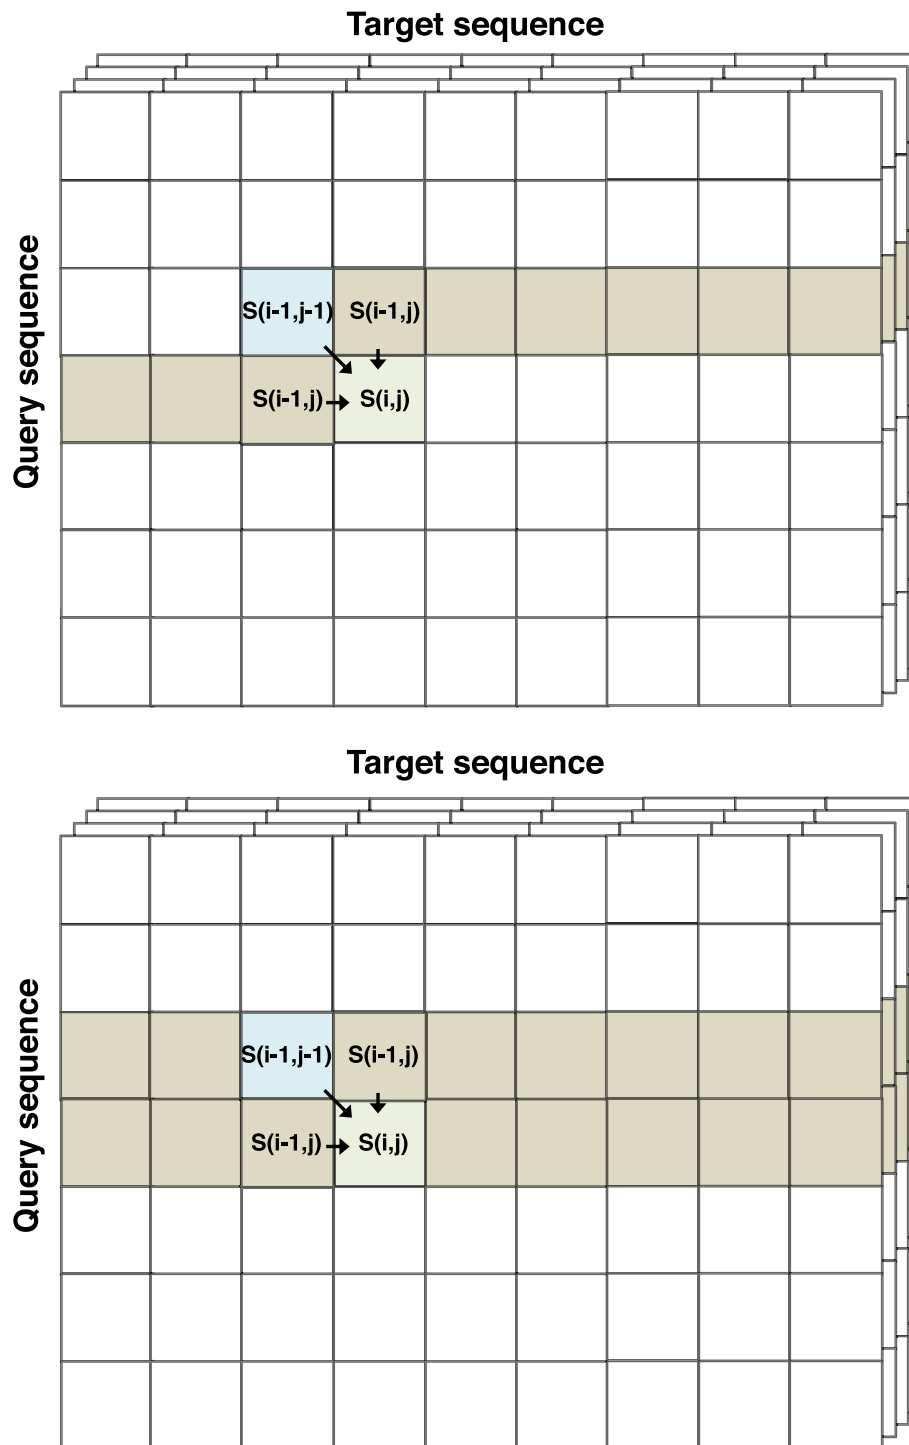 Target sequence
Query sequence
S(i-1,j-1) S(i-1,j)
S(i-1,j) S(i,j)
Target sequence
Query sequence
S(i-1,j-1) S(i-1,j)
S(i-1,j) S(i,j)